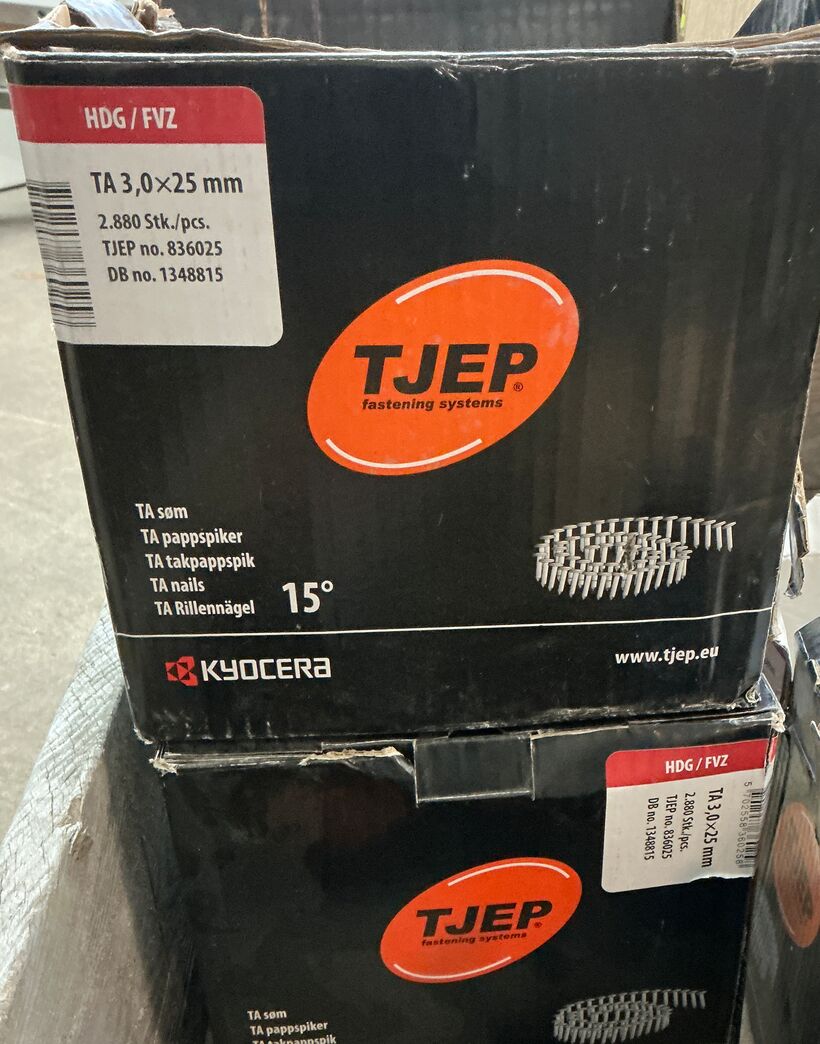 HDG / FVZ
TA 3,0×25 mm
2.880 Stk./pcs.
TJEP no. 836025
DB no. 1348815
TJEP®
fastening systems
TA søm
TA pappspiker
TA takpappspik
TA nails
TA Rillennägel
15°
KYOCERA
www.tjep.eu
HDG / FVZ
TA 3,0×25 mm
2.880 Stk./pcs.
TJEP no. 836025
DB no. 1348815
TJEP®
fastening systems
TA søm
TA pappspiker
TA takpappspik